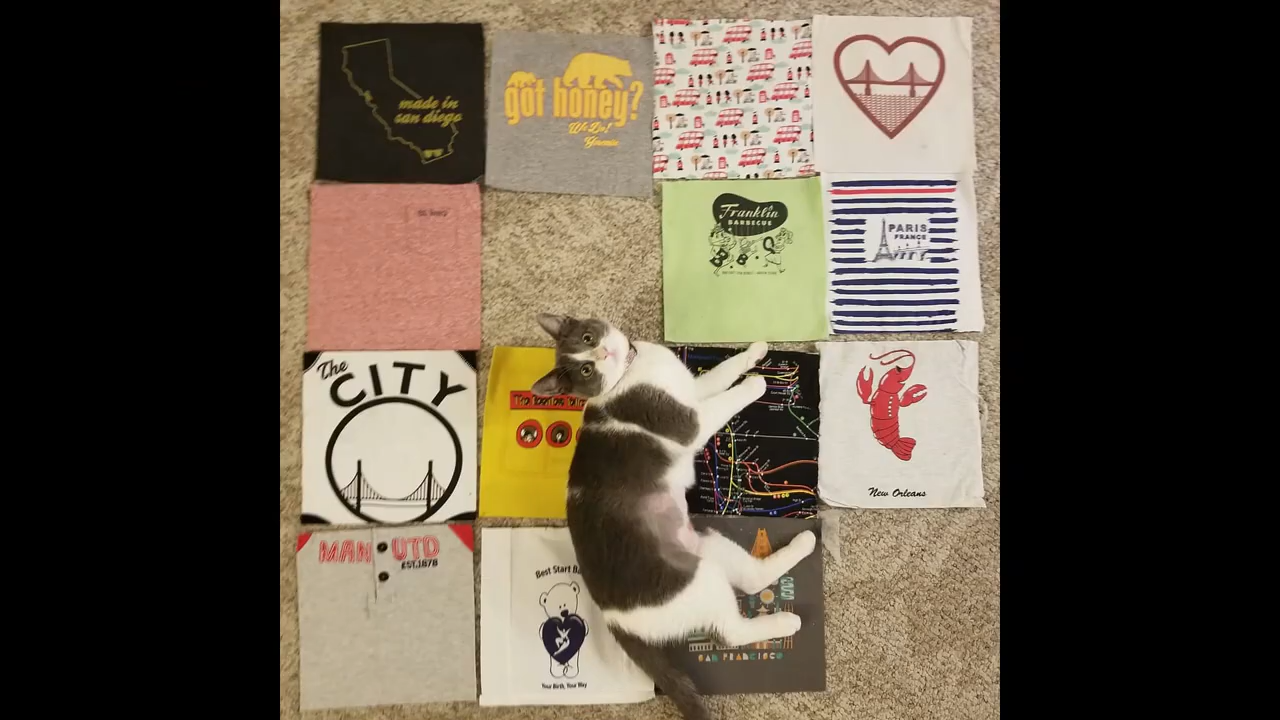 made in
san diego
got honey?
We Do!
Franklin
BARBECUE
B. B. Q
PARIS
FRANCE
The
CITY
New Orleans
MAN UTD
EST.1878
Best Start
Your Birth, Your Way
SAN FRANCISCO